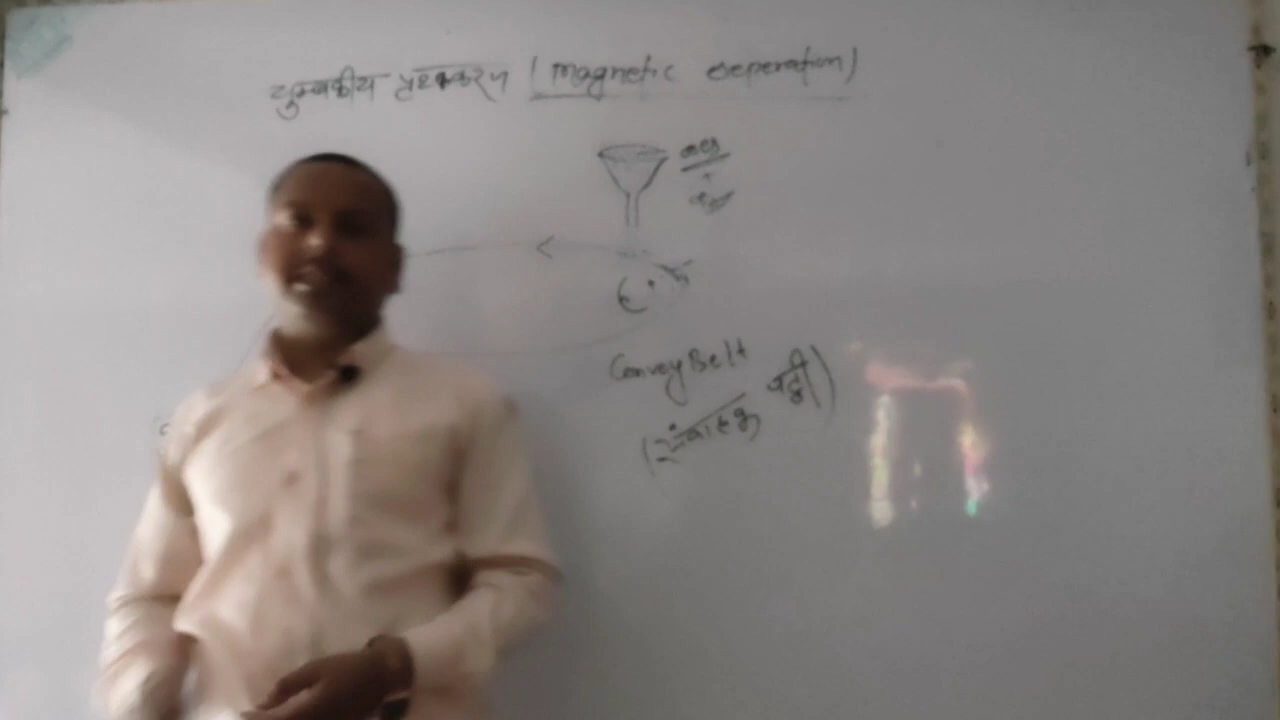 चुम्बकीय पृथक्करण (Magnetic Seperation)
Convey Belt
(संवाहक पट्टी)